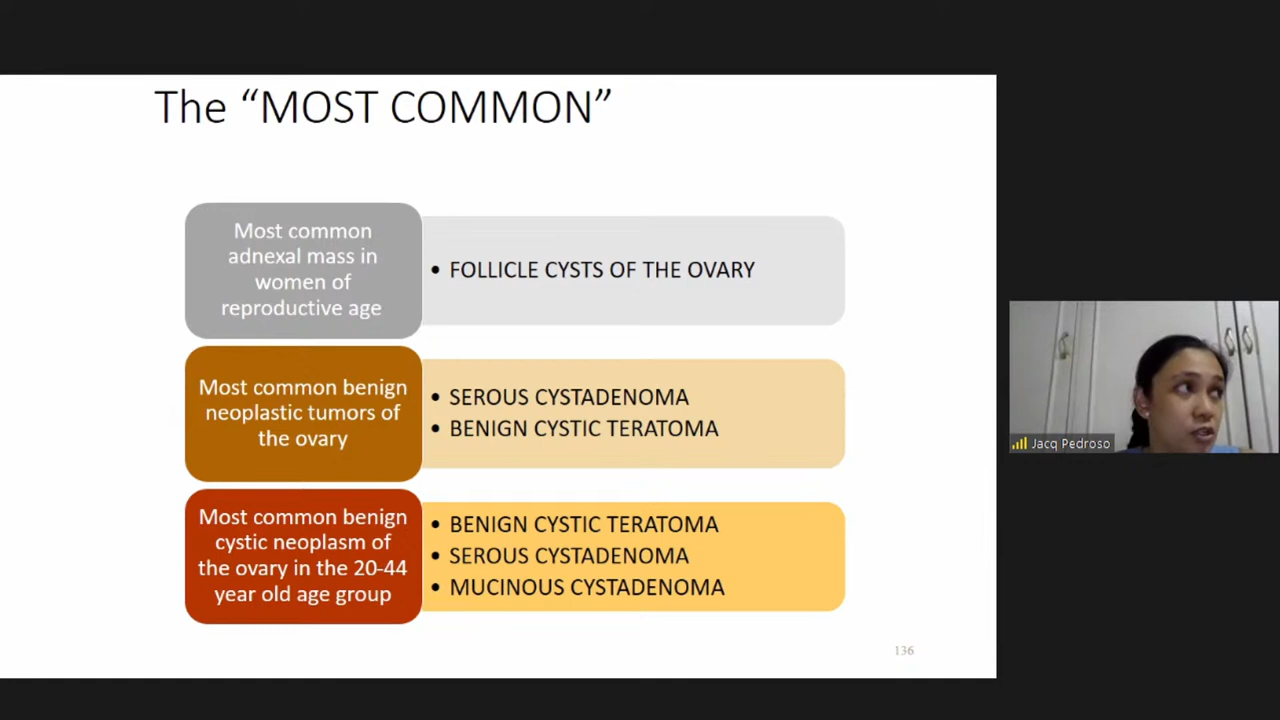 The “MOST COMMON”
Most common
adnexal mass in
women of
reproductive age
• FOLLICLE CYSTS OF THE OVARY
Most common benign
neoplastic tumors of
the ovary
• SEROUS CYSTADENOMA
• BENIGN CYSTIC TERATOMA
Most common benign
cystic neoplasm of
the ovary in the 20-44
year old age group
• BENIGN CYSTIC TERATOMA
• SEROUS CYSTADENOMA
• MUCINOUS CYSTADENOMA
136
Jacq Pedroso